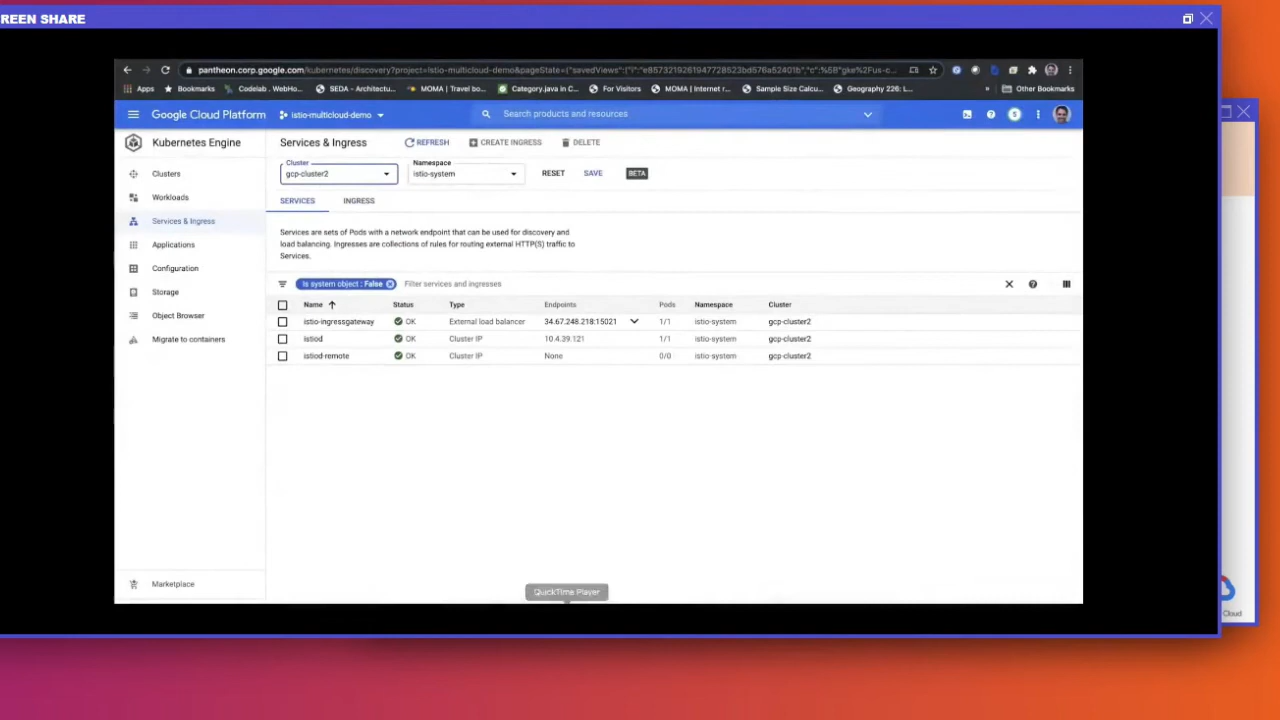 REEN SHARE
pantheon.corp.google.com/kubernetes/discovery?project=istio-multicloud-demo&pageState=("savedViews":("i":"e8573219261947728523bd576a52401b","c":%5B"gke%2Fus-c...
Apps Bookmarks Codelab . WebHo... SEDA - Architectu... MOMA | Travel bo... Category.java in C... For Visitors MOMA | Internet r... Sample Size Calcu... Geography 226: L... » Other Bookmarks
Google Cloud Platform istio-multicloud-demo Search products and resources
Kubernetes Engine
Clusters
Workloads
Services & Ingress
Applications
Configuration
Storage
Object Browser
Migrate to containers
Marketplace
Services & Ingress REFRESH CREATE INGRESS DELETE
Cluster Namespace
gcp-cluster2 istio-system RESET SAVE BETA
SERVICES INGRESS
Services are sets of Pods with a network endpoint that can be used for discovery and
load balancing. Ingresses are collections of rules for routing external HTTP(S) traffic to
Services.
Is system object : False Filter services and ingresses
Name Status Type Endpoints Pods Namespace Cluster
istio-ingressgateway OK External load balancer 34.67.248.218:15021 1/1 istio-system gcp-cluster2
istiod OK Cluster IP 10.4.39.121 1/1 istio-system gcp-cluster2
istiod-remote OK Cluster IP None 0/0 istio-system gcp-cluster2
QuickTime Player
Cloud